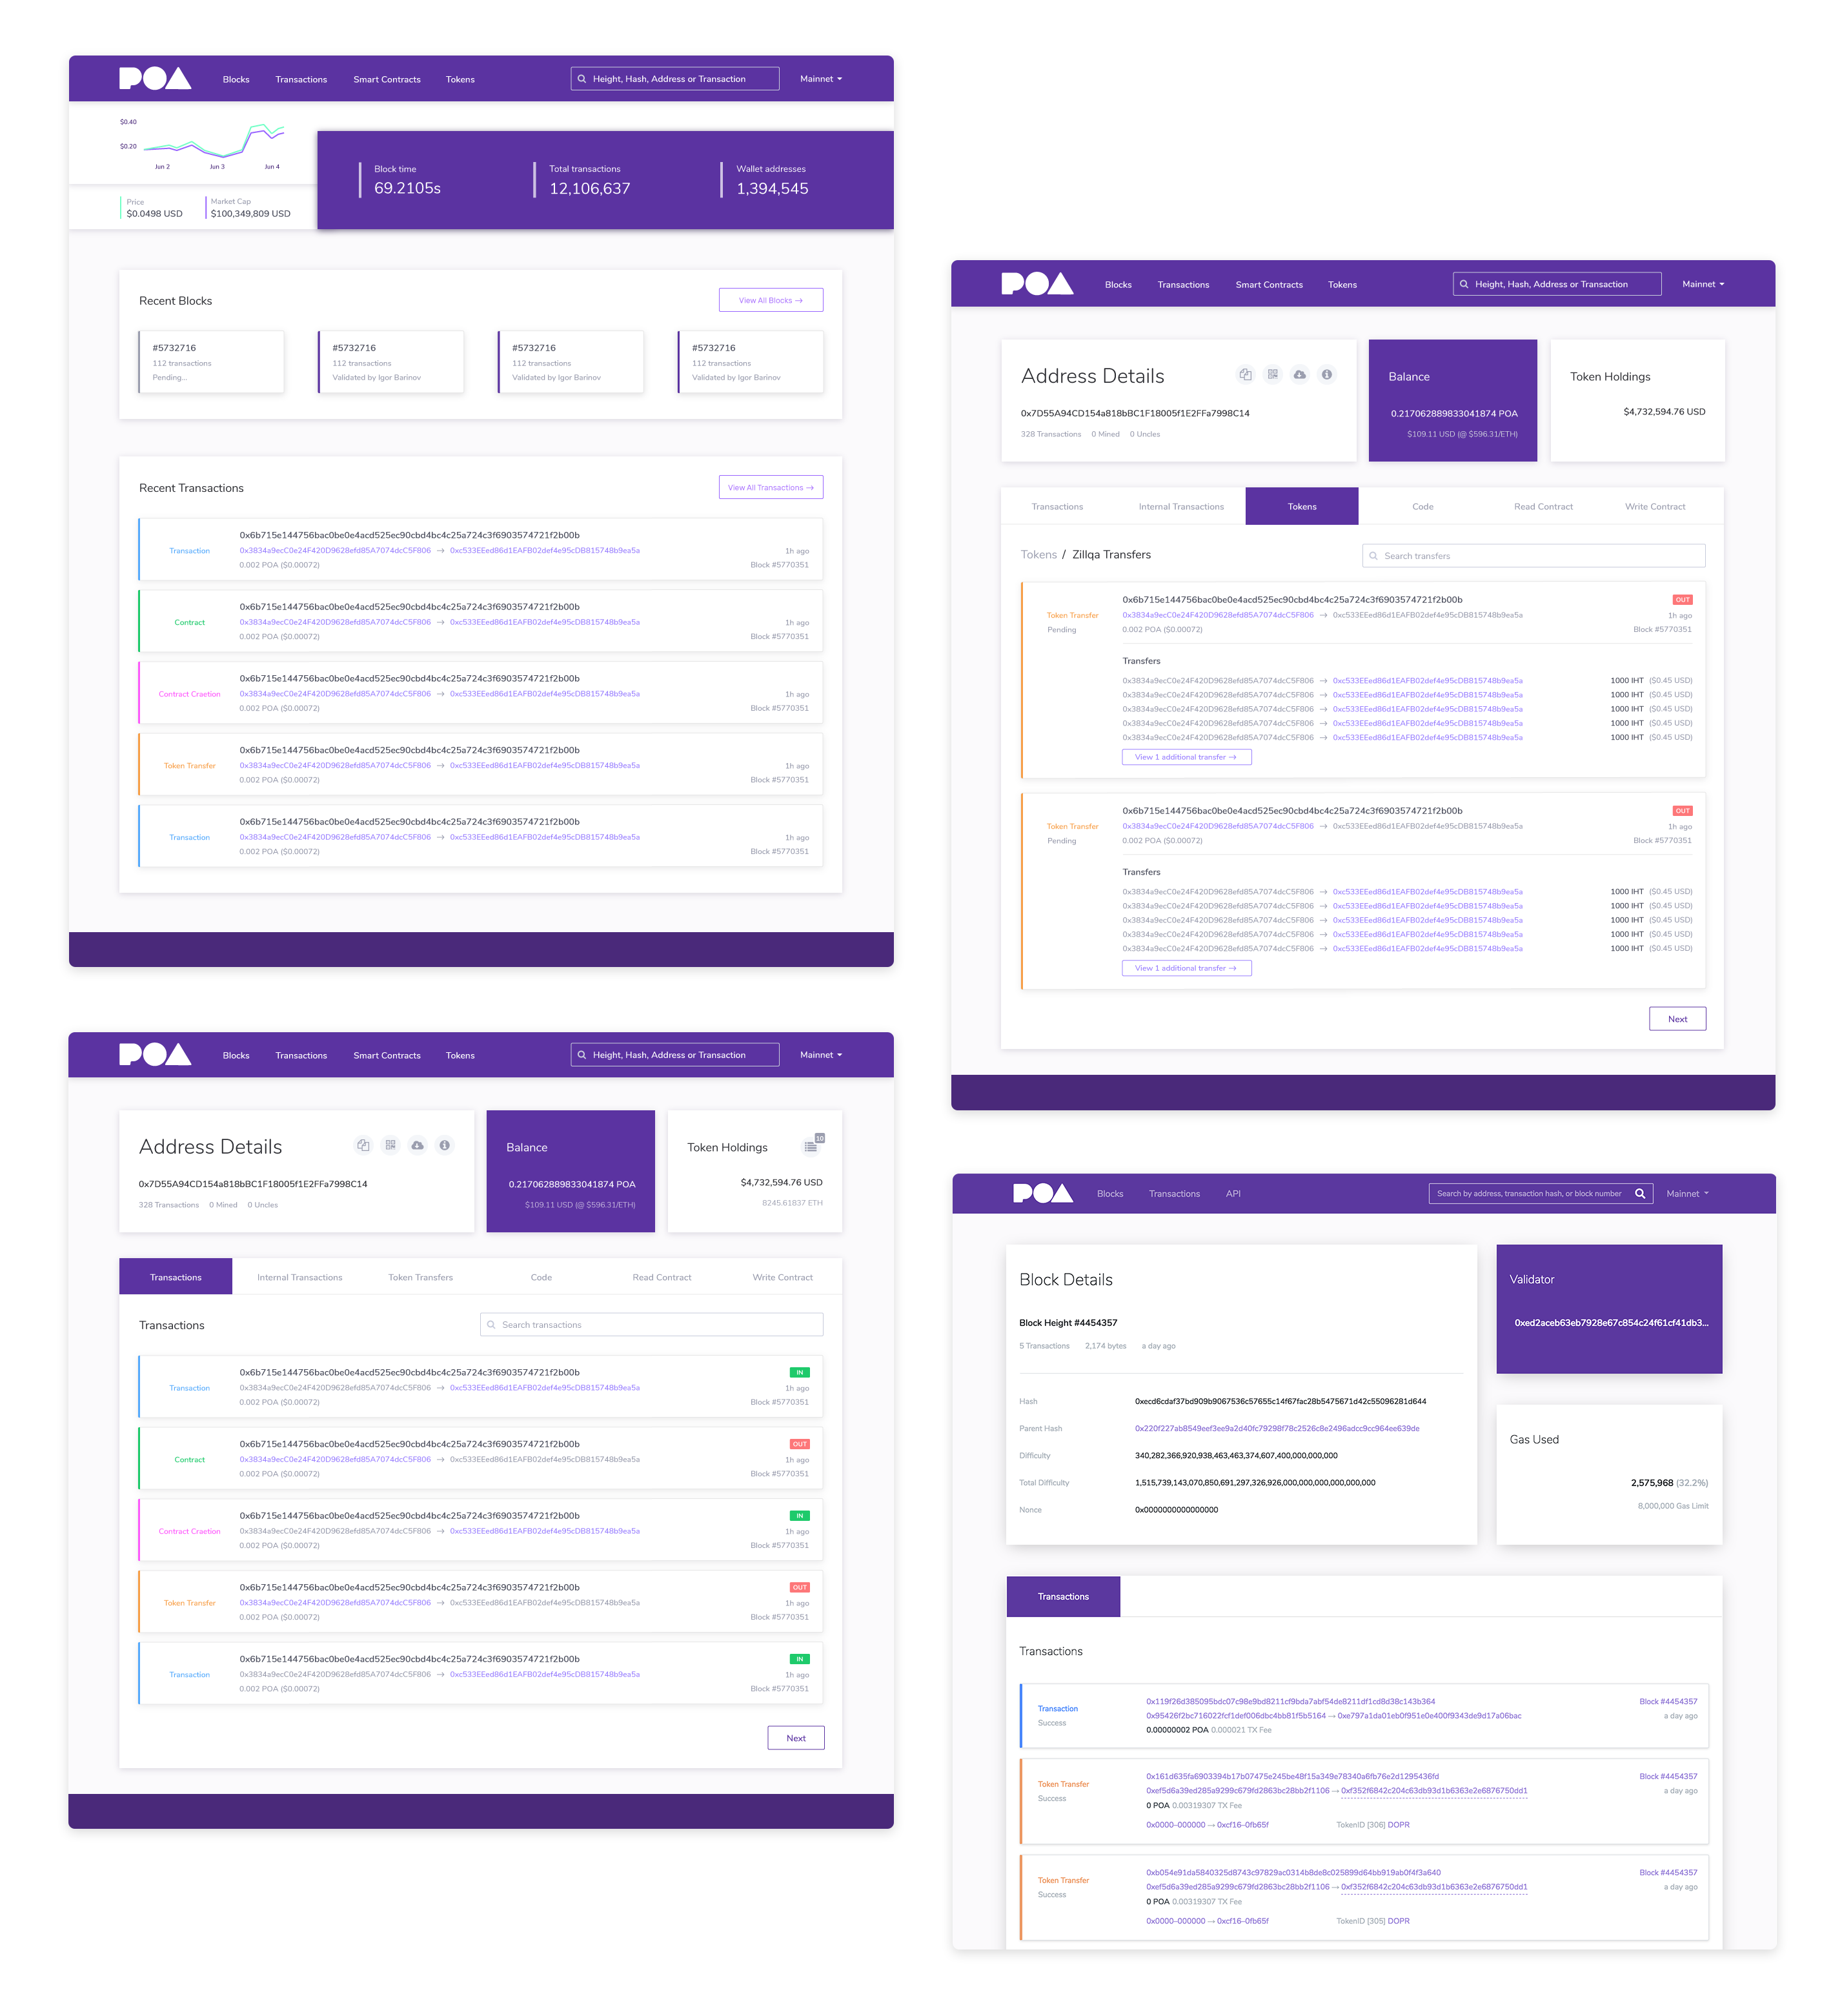 POA Blocks Transactions Smart Contracts Tokens Height, Hash, Address or Transaction Mainnet
$0.40
$0.20
Jun 2 Jun 3 Jun 4
Price Market Cap
$0.0498 USD $100,349,809 USD
Block time Total transactions Wallet addresses
69.2105s 12,106,637 1,394,545
Recent Blocks View All Blocks →
#5732716 #5732716 #5732716 #5732716
112 transactions 112 transactions 112 transactions 112 transactions
Pending... Validated by Igor Barinov Validated by Igor Barinov Validated by Igor Barinov
Recent Transactions View All Transactions →
0x6b715e144756bac0be0e4acd525ec90cbd4bc4c25a724c3f6903574721f2b00b
Transaction 0x3834a9ecC0e24F420D9628efd85A7074dcC5F806 → 0xc533EEed86d1EAFB02def4e95cDB815748b9ea5a 1h ago
0.002 POA ($0.00072) Block #5770351
0x6b715e144756bac0be0e4acd525ec90cbd4bc4c25a724c3f6903574721f2b00b
Contract 0x3834a9ecC0e24F420D9628efd85A7074dcC5F806 → 0xc533EEed86d1EAFB02def4e95cDB815748b9ea5a 1h ago
0.002 POA ($0.00072) Block #5770351
0x6b715e144756bac0be0e4acd525ec90cbd4bc4c25a724c3f6903574721f2b00b
Contract Craetion 0x3834a9ecC0e24F420D9628efd85A7074dcC5F806 → 0xc533EEed86d1EAFB02def4e95cDB815748b9ea5a 1h ago
0.002 POA ($0.00072) Block #5770351
0x6b715e144756bac0be0e4acd525ec90cbd4bc4c25a724c3f6903574721f2b00b
Token Transfer 0x3834a9ecC0e24F420D9628efd85A7074dcC5F806 → 0xc533EEed86d1EAFB02def4e95cDB815748b9ea5a 1h ago
0.002 POA ($0.00072) Block #5770351
0x6b715e144756bac0be0e4acd525ec90cbd4bc4c25a724c3f6903574721f2b00b
Transaction 0x3834a9ecC0e24F420D9628efd85A7074dcC5F806 → 0xc533EEed86d1EAFB02def4e95cDB815748b9ea5a 1h ago
0.002 POA ($0.00072) Block #5770351
POA Blocks Transactions Smart Contracts Tokens Height, Hash, Address or Transaction Mainnet
Address Details Balance Token Holdings
0x7D55A94CD154a818bBC1F18005f1E2FFa7998C14 0.217062889833041874 POA $4,732,594.76 USD
328 Transactions 0 Mined 0 Uncles $109.11 USD (@ $596.31/ETH)
Transactions Internal Transactions Tokens Code Read Contract Write Contract
Tokens / Zillqa Transfers Search transfers
0x6b715e144756bac0be0e4acd525ec90cbd4bc4c25a724c3f6903574721f2b00b OUT
Token Transfer 0x3834a9ecC0e24F420D9628efd85A7074dcC5F806 → 0xc533EEed86d1EAFB02def4e95cDB815748b9ea5a 1h ago
Pending 0.002 POA ($0.00072) Block #5770351
Transfers
0x3834a9ecC0e24F420D9628efd85A7074dcC5F806 → 0xc533EEed86d1EAFB02def4e95cDB815748b9ea5a 1000 IHT ($0.45 USD)
0x3834a9ecC0e24F420D9628efd85A7074dcC5F806 → 0xc533EEed86d1EAFB02def4e95cDB815748b9ea5a 1000 IHT ($0.45 USD)
0x3834a9ecC0e24F420D9628efd85A7074dcC5F806 → 0xc533EEed86d1EAFB02def4e95cDB815748b9ea5a 1000 IHT ($0.45 USD)
0x3834a9ecC0e24F420D9628efd85A7074dcC5F806 → 0xc533EEed86d1EAFB02def4e95cDB815748b9ea5a 1000 IHT ($0.45 USD)
0x3834a9ecC0e24F420D9628efd85A7074dcC5F806 → 0xc533EEed86d1EAFB02def4e95cDB815748b9ea5a 1000 IHT ($0.45 USD)
View 1 additional transfer →
0x6b715e144756bac0be0e4acd525ec90cbd4bc4c25a724c3f6903574721f2b00b OUT
Token Transfer 0x3834a9ecC0e24F420D9628efd85A7074dcC5F806 → 0xc533EEed86d1EAFB02def4e95cDB815748b9ea5a 1h ago
Pending 0.002 POA ($0.00072) Block #5770351
Transfers
0x3834a9ecC0e24F420D9628efd85A7074dcC5F806 → 0xc533EEed86d1EAFB02def4e95cDB815748b9ea5a 1000 IHT ($0.45 USD)
0x3834a9ecC0e24F420D9628efd85A7074dcC5F806 → 0xc533EEed86d1EAFB02def4e95cDB815748b9ea5a 1000 IHT ($0.45 USD)
0x3834a9ecC0e24F420D9628efd85A7074dcC5F806 → 0xc533EEed86d1EAFB02def4e95cDB815748b9ea5a 1000 IHT ($0.45 USD)
0x3834a9ecC0e24F420D9628efd85A7074dcC5F806 → 0xc533EEed86d1EAFB02def4e95cDB815748b9ea5a 1000 IHT ($0.45 USD)
0x3834a9ecC0e24F420D9628efd85A7074dcC5F806 → 0xc533EEed86d1EAFB02def4e95cDB815748b9ea5a 1000 IHT ($0.45 USD)
View 1 additional transfer →
Next
POA Blocks Transactions Smart Contracts Tokens Height, Hash, Address or Transaction Mainnet
Address Details Balance Token Holdings 10
0x7D55A94CD154a818bBC1F18005f1E2FFa7998C14 0.217062889833041874 POA $4,732,594.76 USD
328 Transactions 0 Mined 0 Uncles $109.11 USD (@ $596.31/ETH) 8245.61837 ETH
Transactions Internal Transactions Token Transfers Code Read Contract Write Contract
Transactions Search transactions
0x6b715e144756bac0be0e4acd525ec90cbd4bc4c25a724c3f6903574721f2b00b IN
Transaction 0x3834a9ecC0e24F420D9628efd85A7074dcC5F806 → 0xc533EEed86d1EAFB02def4e95cDB815748b9ea5a 1h ago
0.002 POA ($0.00072) Block #5770351
0x6b715e144756bac0be0e4acd525ec90cbd4bc4c25a724c3f6903574721f2b00b OUT
Contract 0x3834a9ecC0e24F420D9628efd85A7074dcC5F806 → 0xc533EEed86d1EAFB02def4e95cDB815748b9ea5a 1h ago
0.002 POA ($0.00072) Block #5770351
0x6b715e144756bac0be0e4acd525ec90cbd4bc4c25a724c3f6903574721f2b00b IN
Contract Craetion 0x3834a9ecC0e24F420D9628efd85A7074dcC5F806 → 0xc533EEed86d1EAFB02def4e95cDB815748b9ea5a 1h ago
0.002 POA ($0.00072) Block #5770351
0x6b715e144756bac0be0e4acd525ec90cbd4bc4c25a724c3f6903574721f2b00b OUT
Token Transfer 0x3834a9ecC0e24F420D9628efd85A7074dcC5F806 → 0xc533EEed86d1EAFB02def4e95cDB815748b9ea5a 1h ago
0.002 POA ($0.00072) Block #5770351
0x6b715e144756bac0be0e4acd525ec90cbd4bc4c25a724c3f6903574721f2b00b IN
Transaction 0x3834a9ecC0e24F420D9628efd85A7074dcC5F806 → 0xc533EEed86d1EAFB02def4e95cDB815748b9ea5a 1h ago
0.002 POA ($0.00072) Block #5770351
Next
POA Blocks Transactions API Search by address, transaction hash, or block number Mainnet
Block Details Validator
Block Height #4454357 0xed2aceb63eb7928e67c854c24f61cf41db3...
5 Transactions 2,174 bytes a day ago
Hash 0xecd6cdaf37bd909b9067536c57655c14f67fac28b5475671d42c55096281d644
Parent Hash 0x220f227ab8549eef3ee9a2d40fc79298f78c2526c8e2496adcc9cc964ee639de
Gas Used
Difficulty 340,282,366,920,938,463,463,374,607,400,000,000,000
Total Difficulty 1,515,739,143,070,850,691,297,326,926,000,000,000,000,000,000 2,575,968 (32.2%)
Nonce 0x0000000000000000 8,000,000 Gas Limit
Transactions
Transactions
0x119f26d385095bdc07c98e9bd8211cf9bda7abf54de8211df1cd8d38c143b364 Block #4454357
Transaction 0x95426f2bc716022fcf1def006dbc4bb81f5b5164 → 0xe797a1da01eb0f951e0e400f9343de9d17a06bac a day ago
Success 0.00000002 POA 0.000021 TX Fee
0x161d635fa6903394b17b07475e245be48f15a349e78340a6fb76e2d1295436fd Block #4454357
Token Transfer 0xef5d6a39ed285a9299c679fd2863bc28bb2f1106 → 0xf352f6842c204c63db93d1b6363e2e6876750dd1 a day ago
Success 0 POA 0.00319307 TX Fee
0x0000–000000 → 0xcf16–0fb65f TokenID [306] DOPR
0xb054e91da5840325d8743c97829ac0314b8de8c025899d64bb919ab0f4f3a640 Block #4454357
Token Transfer 0xef5d6a39ed285a9299c679fd2863bc28bb2f1106 → 0xf352f6842c204c63db93d1b6363e2e6876750dd1 a day ago
Success 0 POA 0.00319307 TX Fee
0x0000–000000 → 0xcf16–0fb65f TokenID [305] DOPR